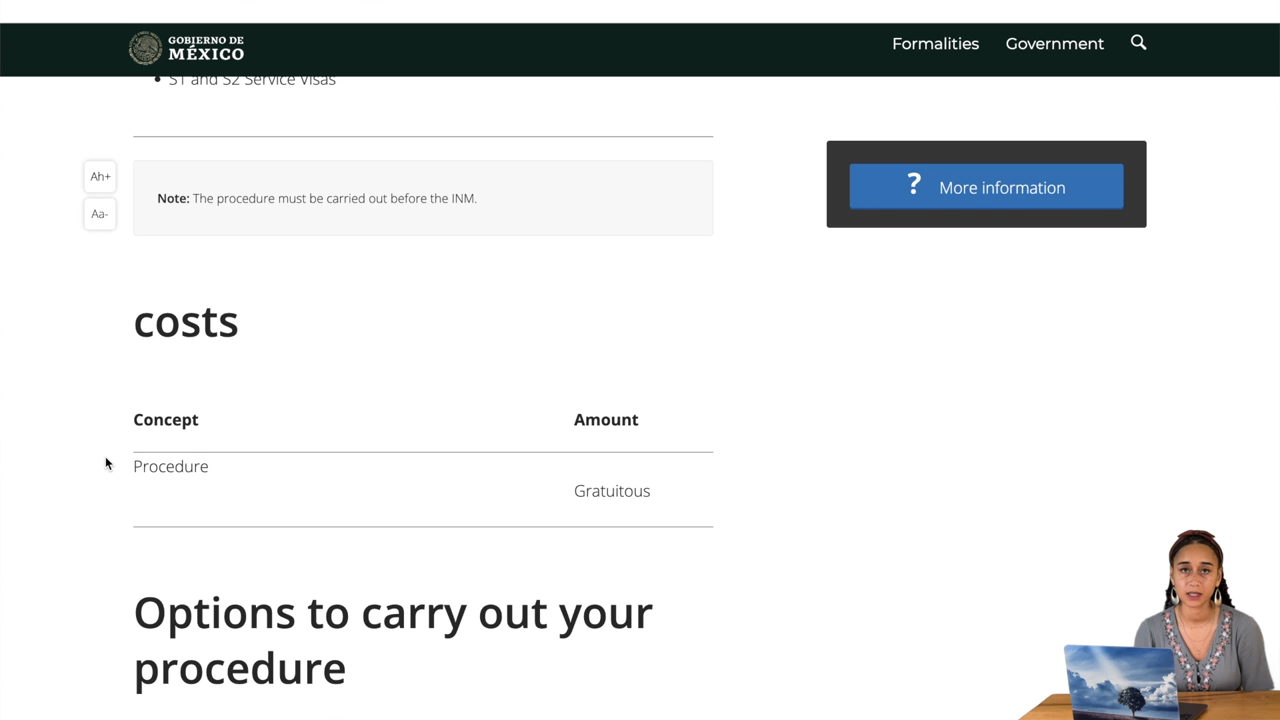 GOBIERNO DE
MÉXICO
Formalities
Government
S1 and S2 Service Visas
Ah+
Aa-
Note: The procedure must be carried out before the INM.
? More information
costs
Concept
Amount
Procedure
Gratuitous
Options to carry out your
procedure